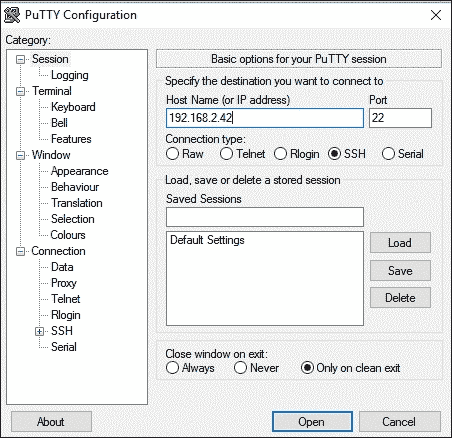 PuTTY Configuration
Category:
Session
Logging
Terminal
Keyboard
Bell
Features
Window
Appearance
Behaviour
Translation
Selection
Colours
Connection
Data
Proxy
Telnet
Rlogin
SSH
Serial
Basic options for your PuTTY session
Specify the destination you want to connect to
Host Name (or IP address) Port
192.168.2.42 22
Connection type:
Raw Telnet Rlogin SSH Serial
Load, save or delete a stored session
Saved Sessions
Default Settings
Load
Save
Delete
Close window on exit:
Always Never Only on clean exit
About Open Cancel